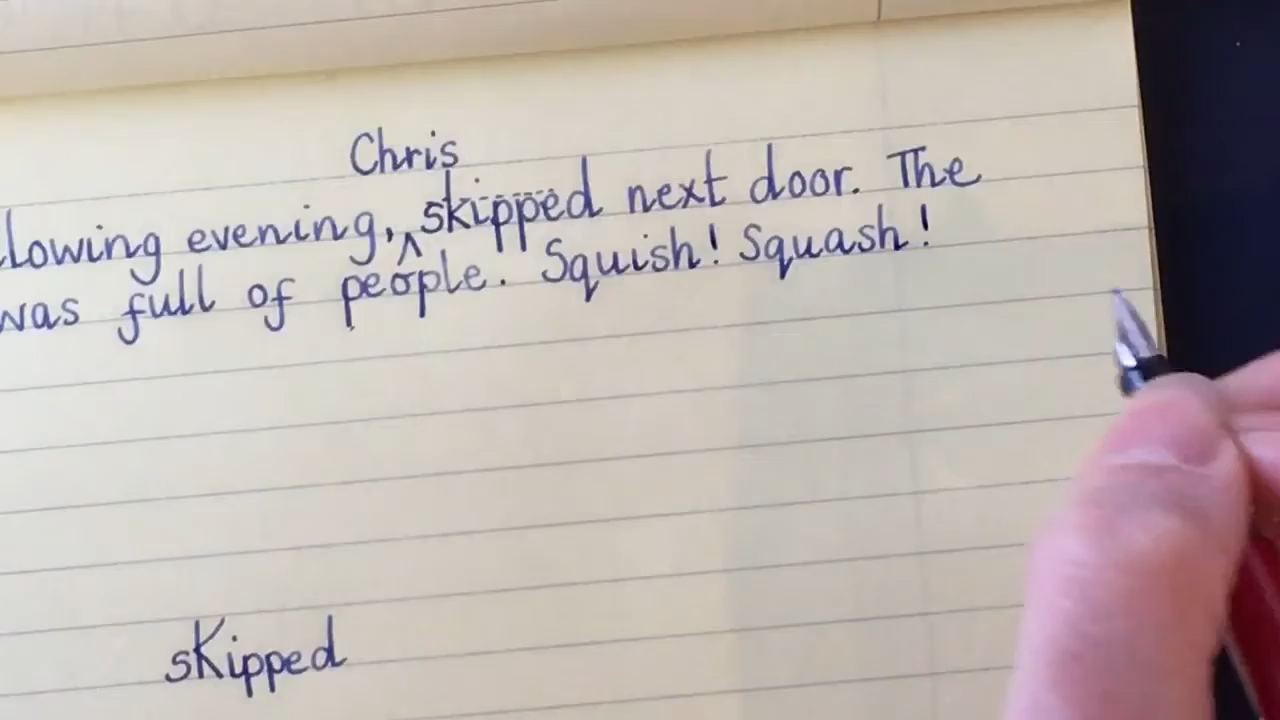 Chris
lowing evening, ^ skipped next door. The
was full of people. Squish! Squash!
skipped